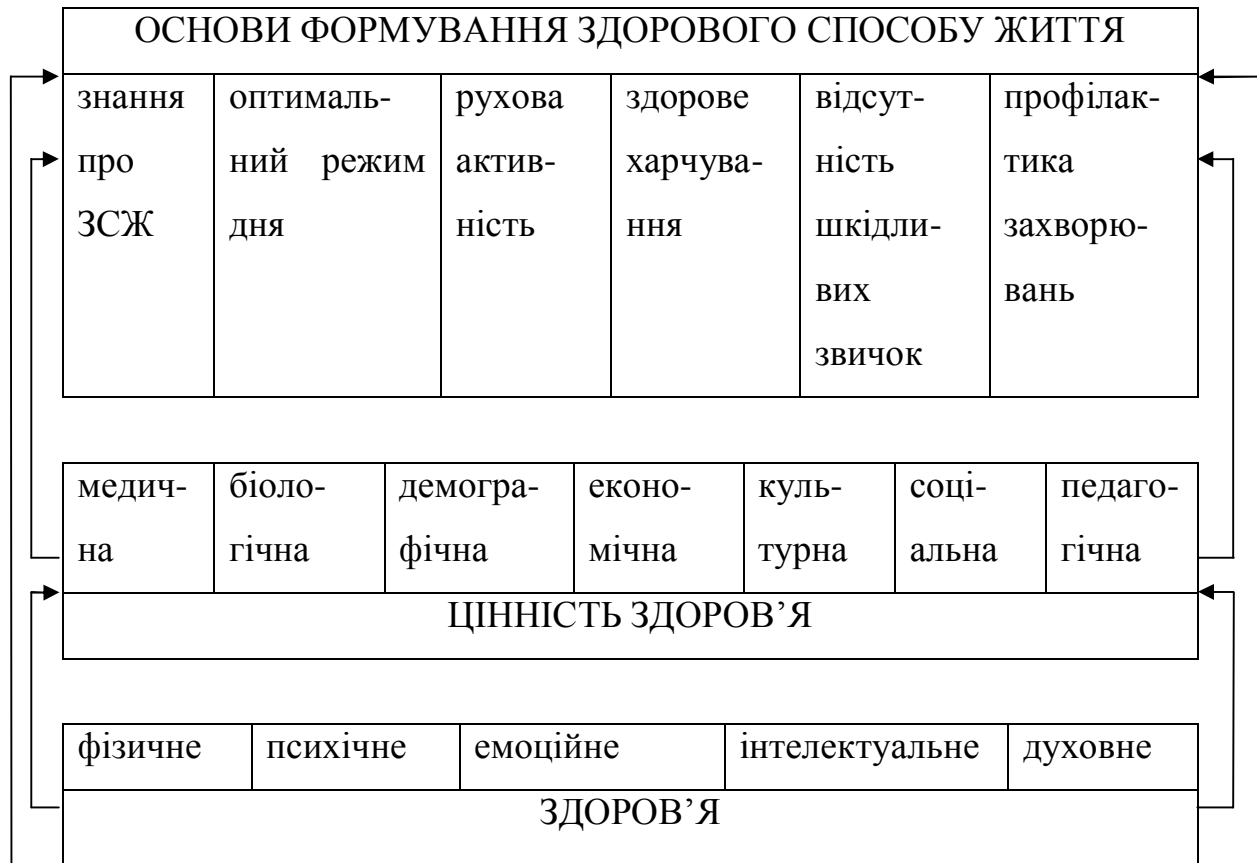 ОСНОВИ ФОРМУВАННЯ ЗДОРОВОГО СПОСОБУ ЖИТТЯ
знання
про
ЗСЖ
оптималь-
ний режим
дня
рухова
актив-
ність
здорове
харчува-
ння
відсут-
ність
шкідли-
вих
звичок
профілак-
тика
захворю-
вань
медич-
на
біоло-
гічна
демогра-
фічна
еконо-
мічна
куль-
турна
соці-
альна
педаго-
гічна
ЦІННІСТЬ ЗДОРОВ’Я
фізичне
психічне
емоційне
інтелектуальне
духовне
ЗДОРОВ’Я